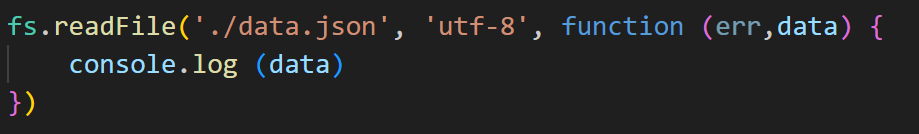 fs.readFile('./data.json', 'utf-8', function (err,data) {
    console.log (data)
})